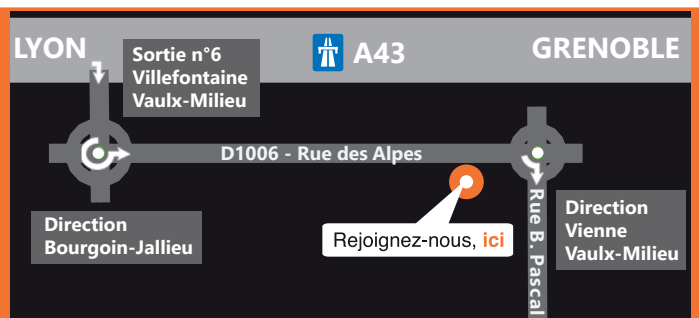 LYON
Sortie n°6
Villefontaine
Vaulx-Milieu
A43
GRENOBLE
D1006 - Rue des Alpes
Direction
Bourgoin-Jallieu
Rejoignez-nous, ici
Rue B. Pascal
Direction
Vienne
Vaulx-Milieu